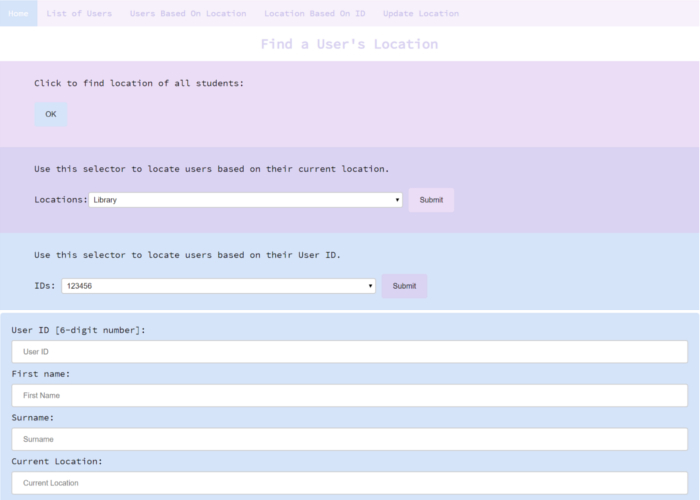 Home List of Users Users Based On Location Location Based On ID Update Location
Find a User's Location
Click to find location of all students:
OK
Use this selector to locate users based on their current location.
Locations: Library Submit
Use this selector to locate users based on their User ID.
IDs: 123456 Submit
User ID [6-digit number]:
User ID
First name:
First Name
Surname:
Surname
Current Location:
Current Location